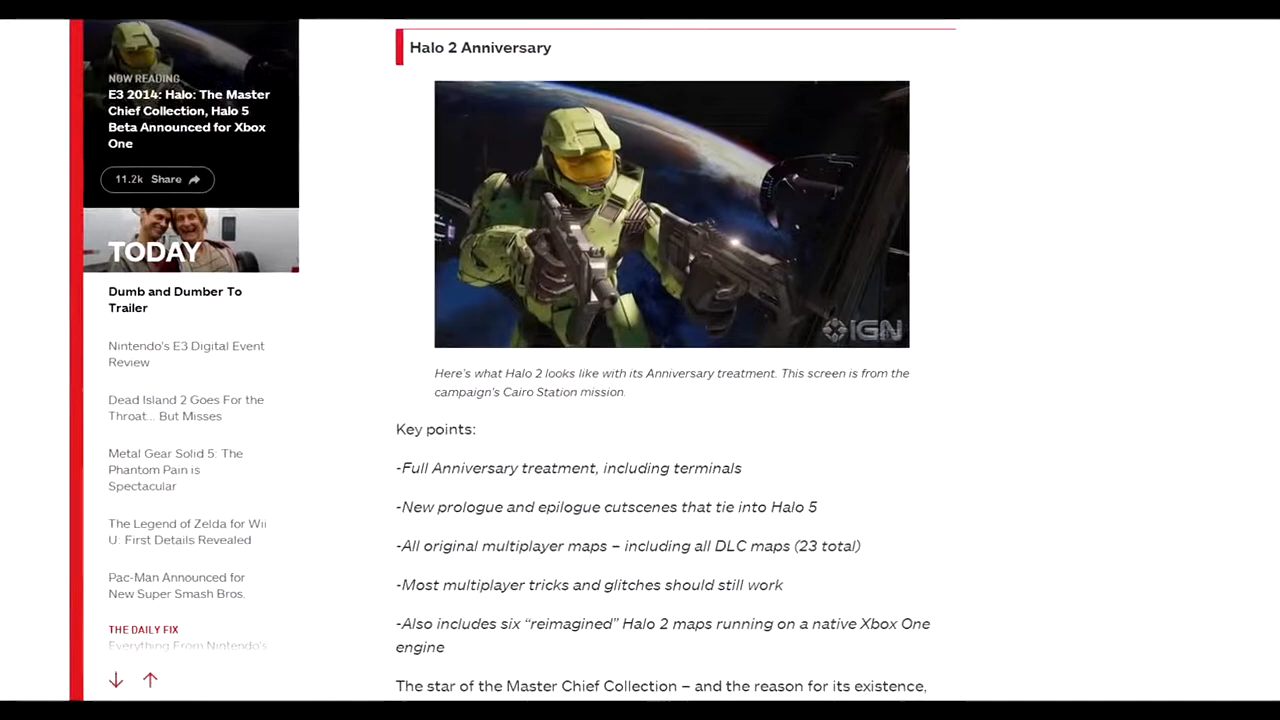 NOW READING
E3 2014: Halo: The Master
Chief Collection, Halo 5
Beta Announced for Xbox
One
11.2k Share
TODAY
Dumb and Dumber To
Trailer
Nintendo's E3 Digital Event
Review
Dead Island 2 Goes For the
Throat... But Misses
Metal Gear Solid 5: The
Phantom Pain is
Spectacular
The Legend of Zelda for Wii
U: First Details Revealed
Pac-Man Announced for
New Super Smash Bros.
THE DAILY FIX
Everything From Nintendo's
Halo 2 Anniversary
IGN
Here's what Halo 2 looks like with its Anniversary treatment. This screen is from the
campaign's Cairo Station mission.
Key points:
-Full Anniversary treatment, including terminals
-New prologue and epilogue cutscenes that tie into Halo 5
-All original multiplayer maps – including all DLC maps (23 total)
-Most multiplayer tricks and glitches should still work
-Also includes six “reimagined” Halo 2 maps running on a native Xbox One
engine
The star of the Master Chief Collection – and the reason for its existence,